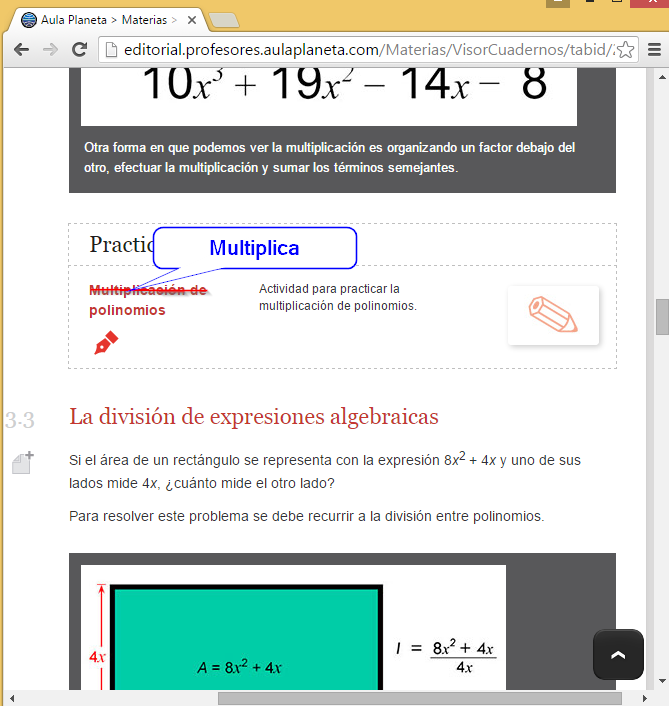 Aula Planeta > Materias >
editorial.profesores.aulaplaneta.com/Materias/VisorCuadernos/tabid/
10x³ + 19x² − 14x − 8
Otra forma en que podemos ver la multiplicación es organizando un factor debajo del
otro, efectuar la multiplicación y sumar los términos semejantes.
Practic
Multiplica
Multiplicación de
polinomios
Actividad para practicar la
multiplicación de polinomios.
3.3
La división de expresiones algebraicas
Si el área de un rectángulo se representa con la expresión 8x² + 4x y uno de sus
lados mide 4x, ¿cuánto mide el otro lado?
Para resolver este problema se debe recurrir a la división entre polinomios.
4x
A = 8x² + 4x
l = 8x² + 4x
4x